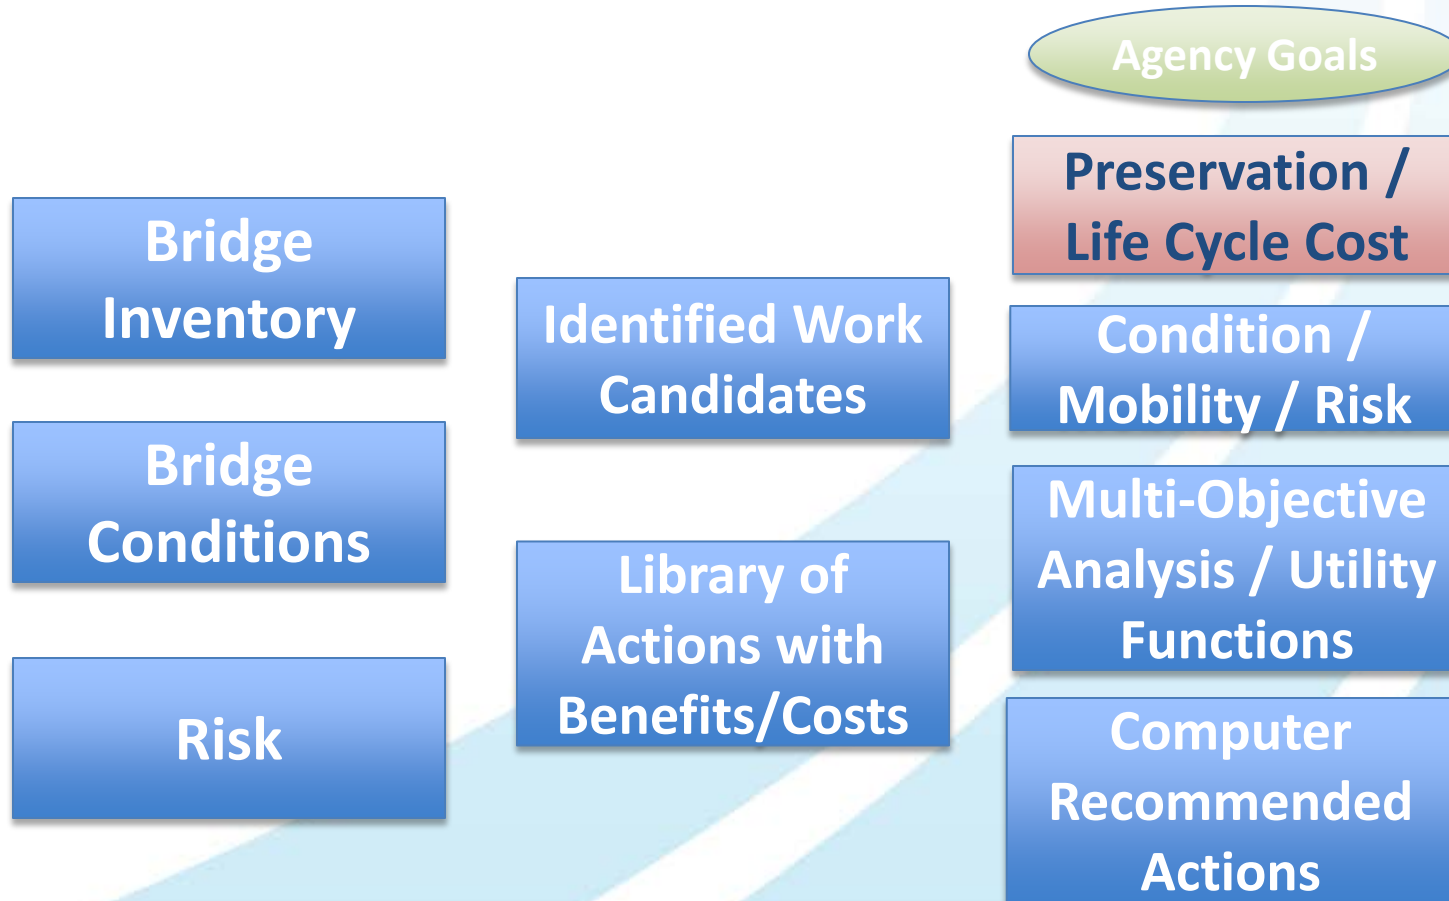 Agency Goals
Preservation /
Life Cycle Cost
Bridge
Inventory
Identified Work
Candidates
Condition /
Mobility / Risk
Bridge
Conditions
Multi-Objective
Analysis / Utility
Functions
Library of
Actions with
Benefits/Costs
Risk
Computer
Recommended
Actions